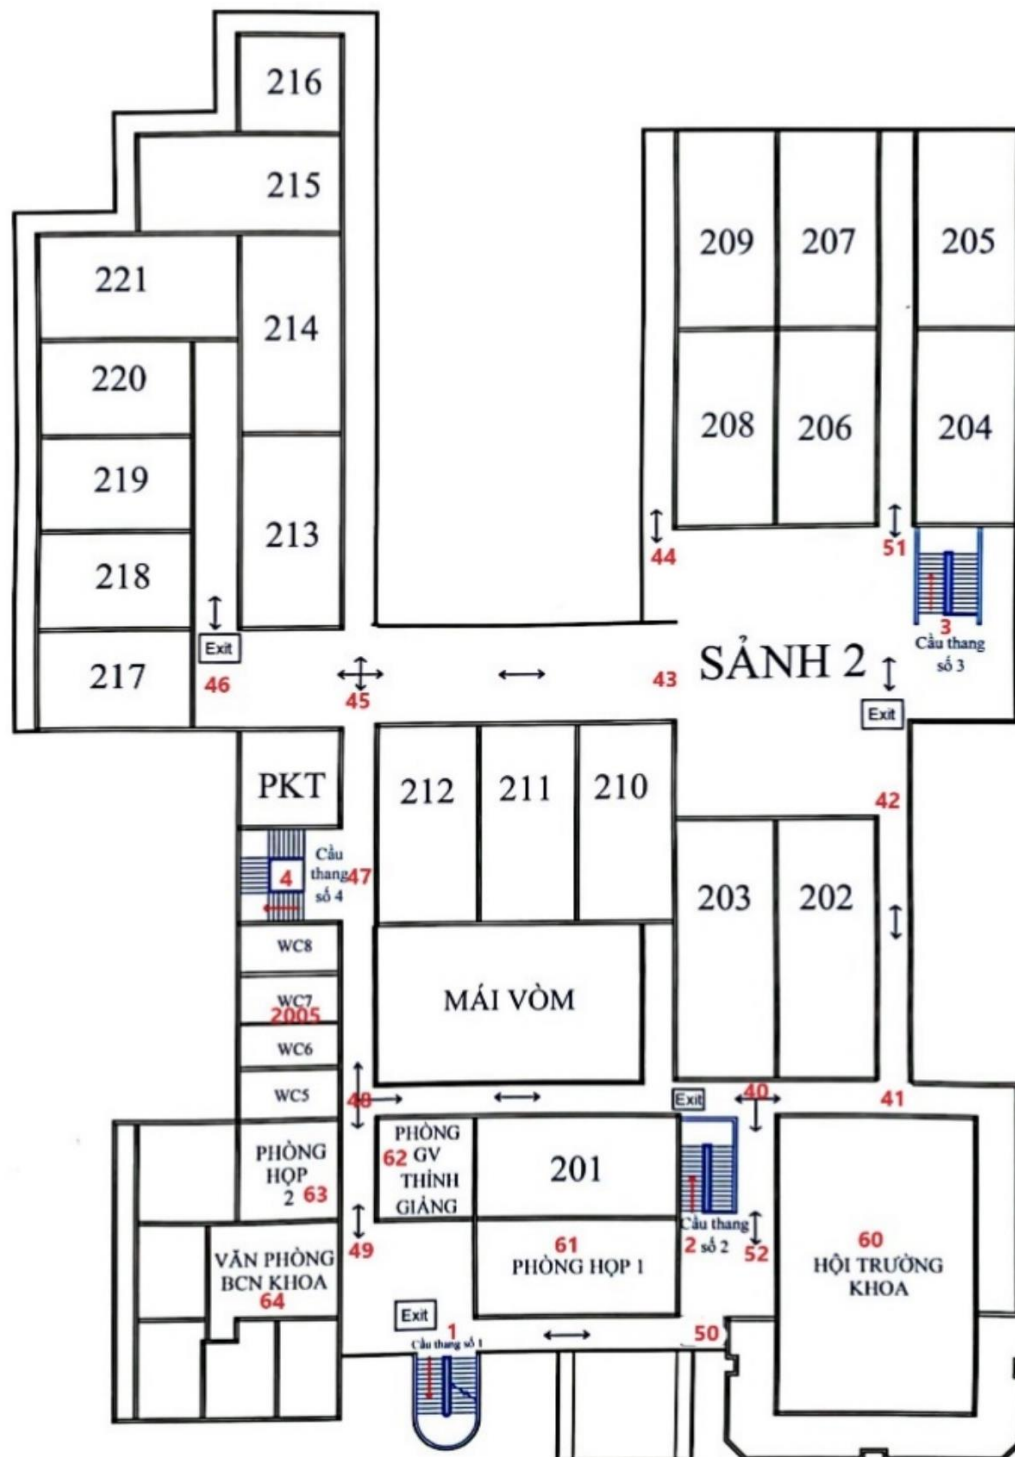 216
215
209
207
205
221
214
220
208
206
204
219
213
218
44
51
3
Cầu thang
số 3
Exit
217
46
45
43
SẢNH 2
Exit
PKT
212
211
210
42
Cầu
thang
số 4
4
47
203
202
WC8
WC7
2005
MÁI VÒM
WC6
WC5
48
Exit
40
41
PHÒNG
GV
THỈNH
GIẢNG
62
201
PHÒNG
HỌP
2
63
49
61
PHÒNG HỌP 1
2
Cầu thang
số 2
52
60
HỘI TRƯỜNG
KHOA
VĂN PHÒNG
BCN KHOA
64
Exit
1
Cầu thang số 1
50